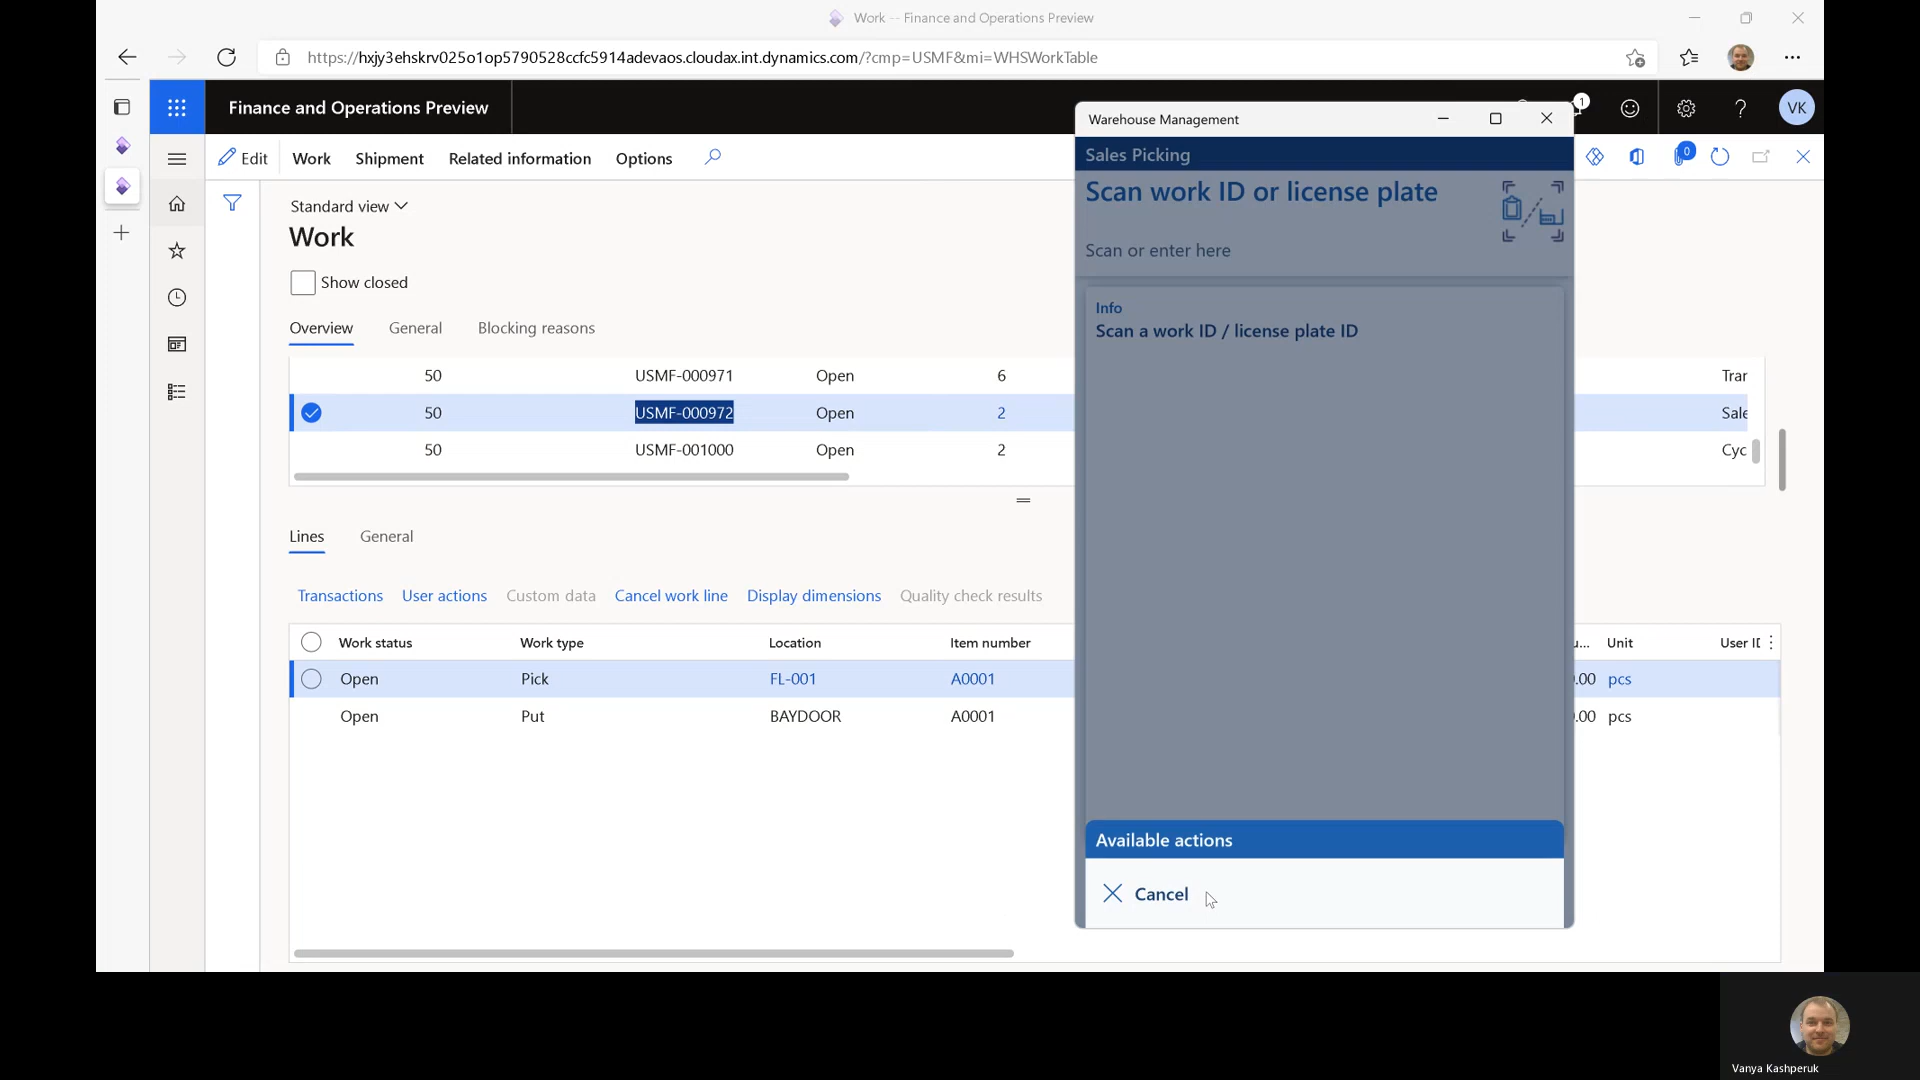 Work -- Finance and Operations Preview
https://hxjy3ehskrv025o1op5790528ccfc5914adevaos.cloudax.int.dynamics.com/?cmp=USMF&mi=WHSWorkTable
Finance and Operations Preview
1
VK
Edit Work Shipment Related information Options
0
Standard view
Work
Show closed
Overview General Blocking reasons
50 USMF-000971 Open 6 Tran
50 USMF-000972 Open 2 Sale
50 USMF-001000 Open 2 Cyc
Lines General
Transactions User actions Custom data Cancel work line Display dimensions Quality check results
Work status Work type Location Item number Unit User ID
Open Pick FL-001 A0001 .00 pcs
Open Put BAYDOOR A0001 .00 pcs
Warehouse Management
Sales Picking
Scan work ID or license plate
Scan or enter here
Info
Scan a work ID / license plate ID
Available actions
Cancel
Vanya Kashperuk